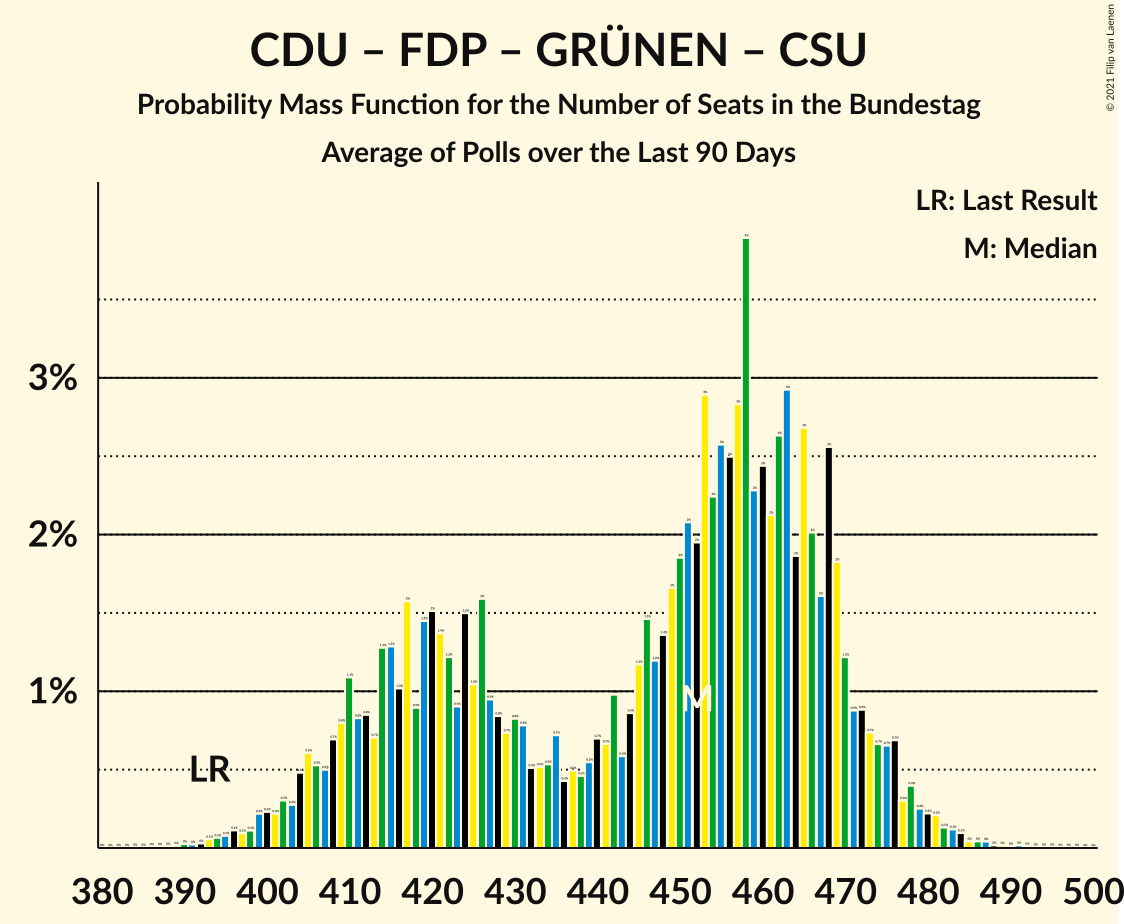 CDU – FDP – GRÜNEN – CSU
Probability Mass Function for the Number of Seats in the Bundestag
Average of Polls over the Last 90 Days
© 2021 Filip van Laenen
LR: Last Result
M: Median
3%
2%
1%
LR
M
380 390 400 410 420 430 440 450 460 470 480 490 500